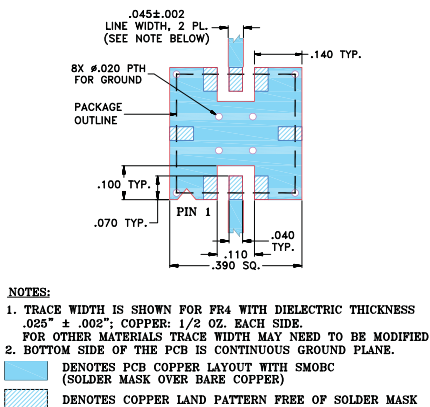 .045±.002
LINE WIDTH, 2 PL.
(SEE NOTE BELOW)
.140 TYP.
8X ø.020 PTH
FOR GROUND
PACKAGE
OUTLINE
.100 TYP.
.070 TYP.
PIN 1
.040
TYP.
.110
.390 SQ.
NOTES:
1. TRACE WIDTH IS SHOWN FOR FR4 WITH DIELECTRIC THICKNESS
.025" ± .002"; COPPER: 1/2 OZ. EACH SIDE.
FOR OTHER MATERIALS TRACE WIDTH MAY NEED TO BE MODIFIED
2. BOTTOM SIDE OF THE PCB IS CONTINUOUS GROUND PLANE.
DENOTES PCB COPPER LAYOUT WITH SMOBC
(SOLDER MASK OVER BARE COPPER)
DENOTES COPPER LAND PATTERN FREE OF SOLDER MASK